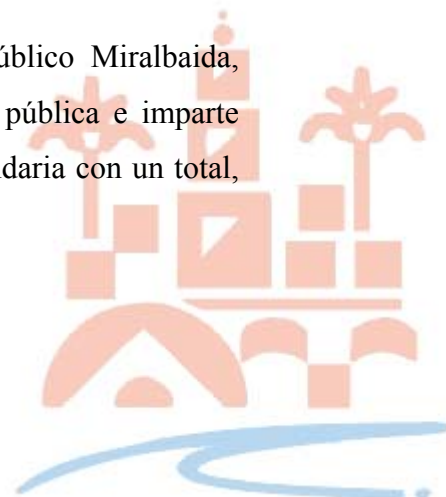 úblico Miralbaida,
pública e imparte
daria con un total,